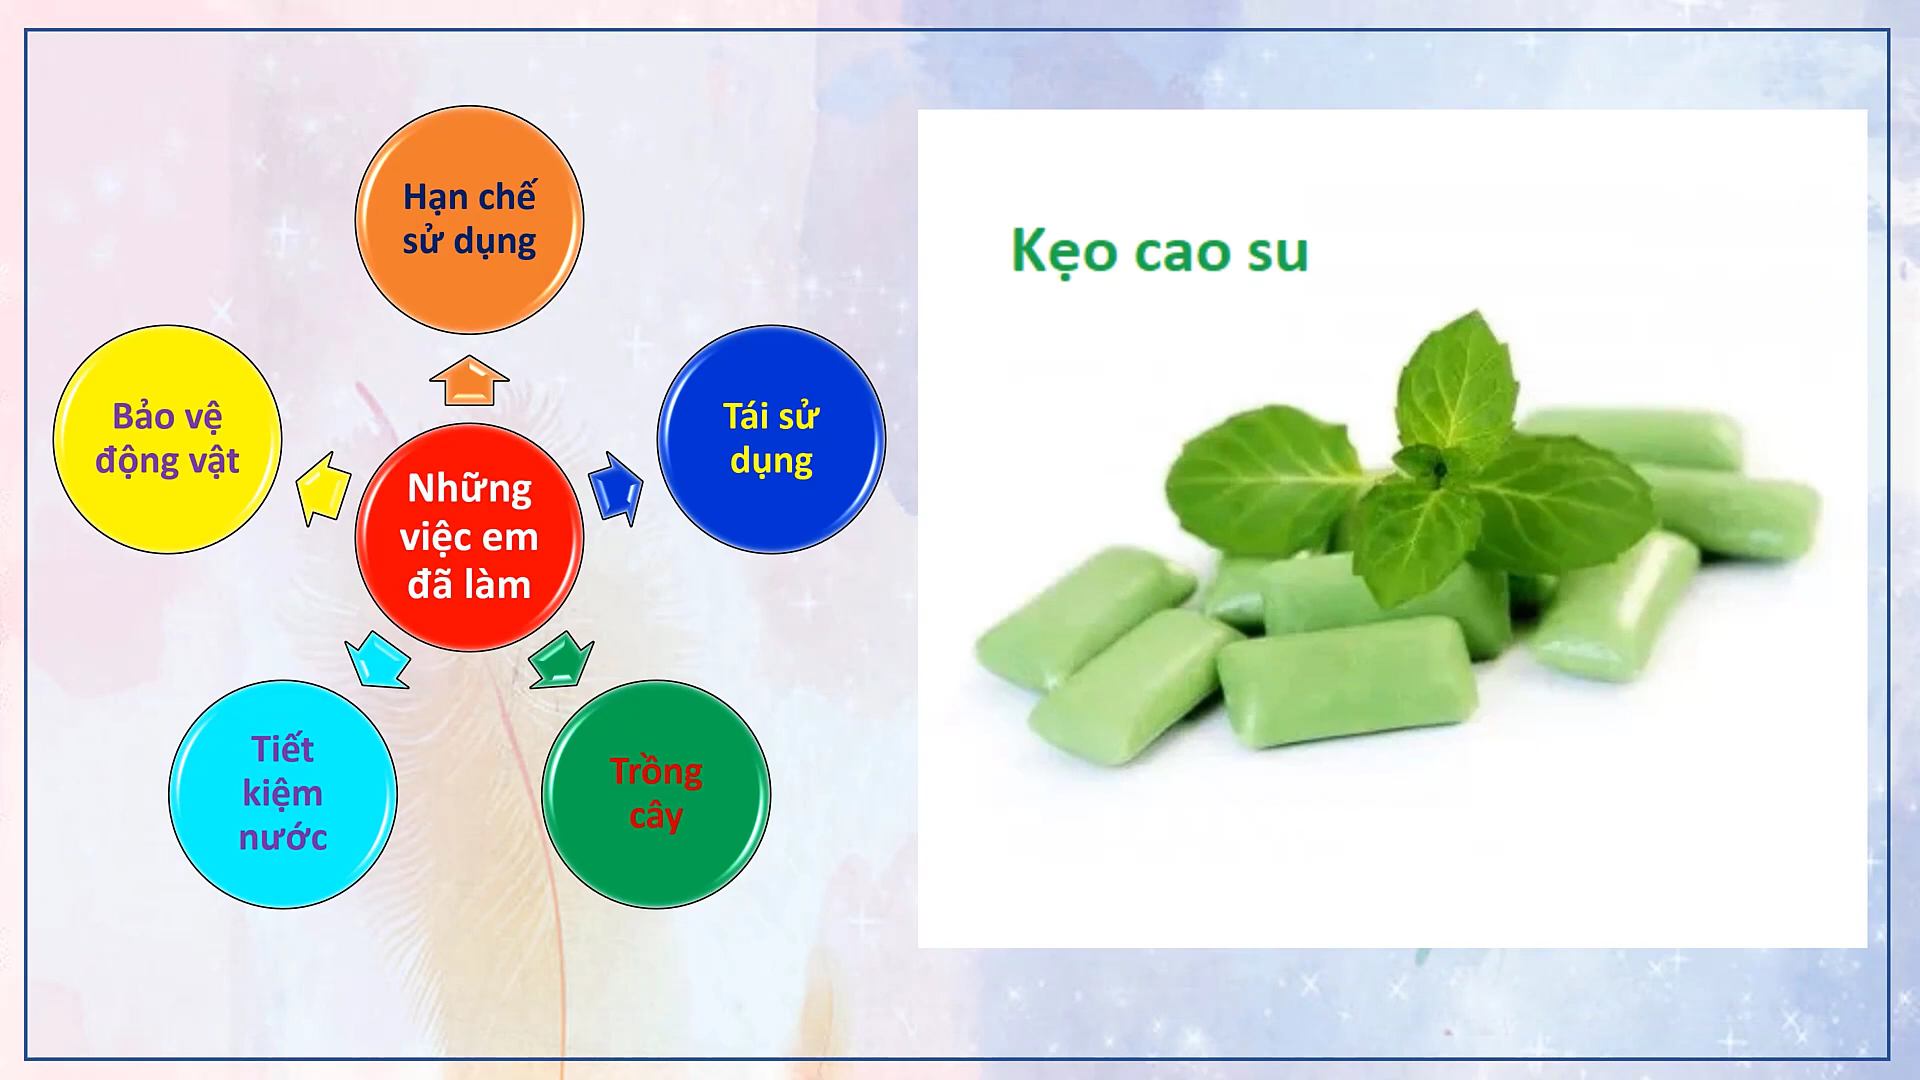 Hạn chế
sử dụng
Bảo vệ
động vật
Tái sử
dụng
Những
việc em
đã làm
Tiết
kiệm
nước
Trồng
cây
Kẹo cao su